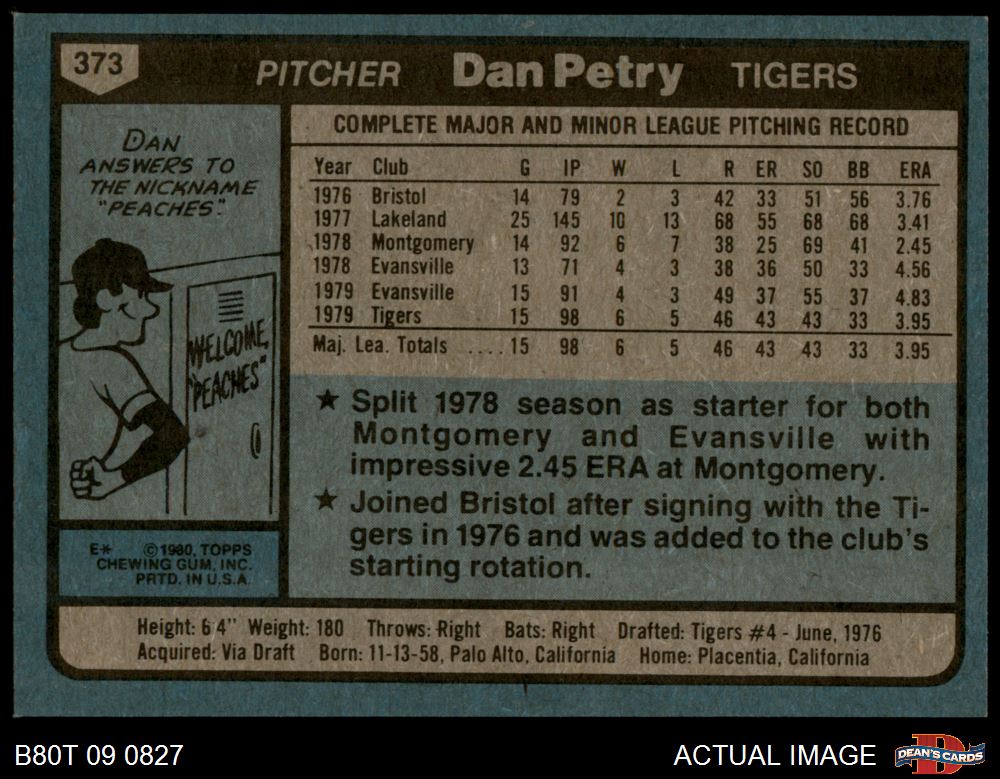 373
PITCHER Dan Petry TIGERS
DAN
ANSWERS TO
THE NICKNAME
"PEACHES."
WELCOME,
"PEACHES"
E* ©1980, TOPPS
CHEWING GUM, INC.
PRTD. IN U.S.A.
COMPLETE MAJOR AND MINOR LEAGUE PITCHING RECORD
Year Club G IP W L R ER SO BB ERA
1976 Bristol 14 79 2 3 42 33 51 56 3.76
1977 Lakeland 25 145 10 13 68 55 68 68 3.41
1978 Montgomery 14 92 6 7 38 25 69 41 2.45
1978 Evansville 13 71 4 3 38 36 50 33 4.56
1979 Evansville 15 91 4 3 49 37 55 37 4.83
1979 Tigers 15 98 6 5 46 43 43 33 3.95
Maj. Lea. Totals ....15 98 6 5 46 43 43 33 3.95
★ Split 1978 season as starter for both
Montgomery and Evansville with
impressive 2.45 ERA at Montgomery.
★ Joined Bristol after signing with the Ti-
gers in 1976 and was added to the club's
starting rotation.
Height: 6'4" Weight: 180 Throws: Right Bats: Right Drafted: Tigers #4 - June, 1976
Acquired: Via Draft Born: 11-13-58, Palo Alto, California Home: Placentia, California
B80T 09 0827 ACTUAL IMAGE D DEAN'S CARDS